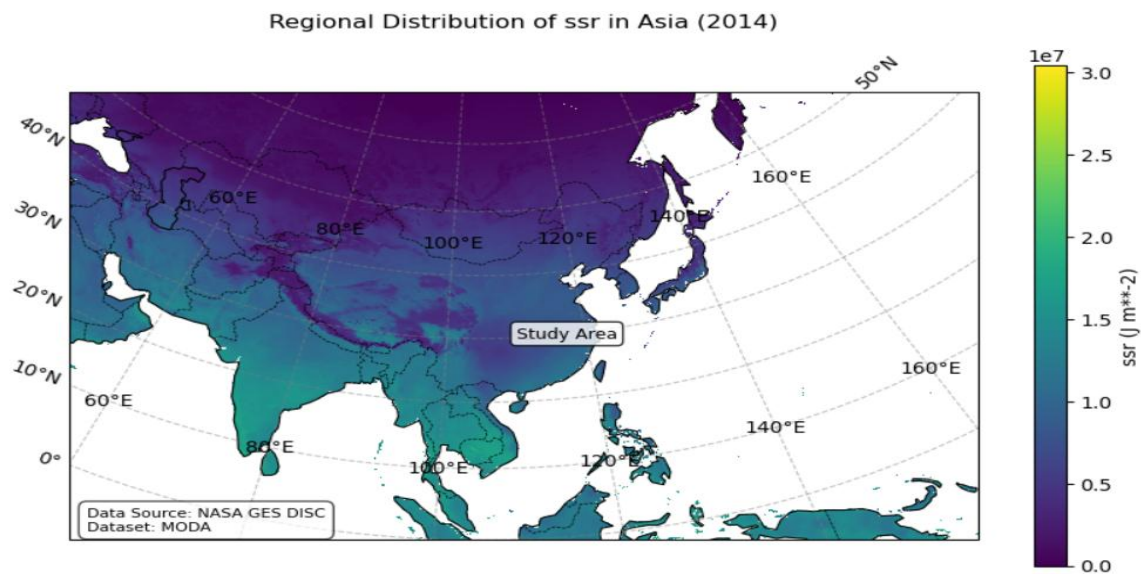 Regional Distribution of ssr in Asia (2014)
50°N
40°N
30°N
20°N
10°N
0°
160°E
140°E
60°E
80°E
100°E
120°E
Study Area
160°E
60°E
140°E
80°E
100°E
120°E
Data Source: NASA GES DISC
Dataset: MODA
1e7
3.0
2.5
2.0
1.5
1.0
0.5
0.0
ssr (J m**-2)